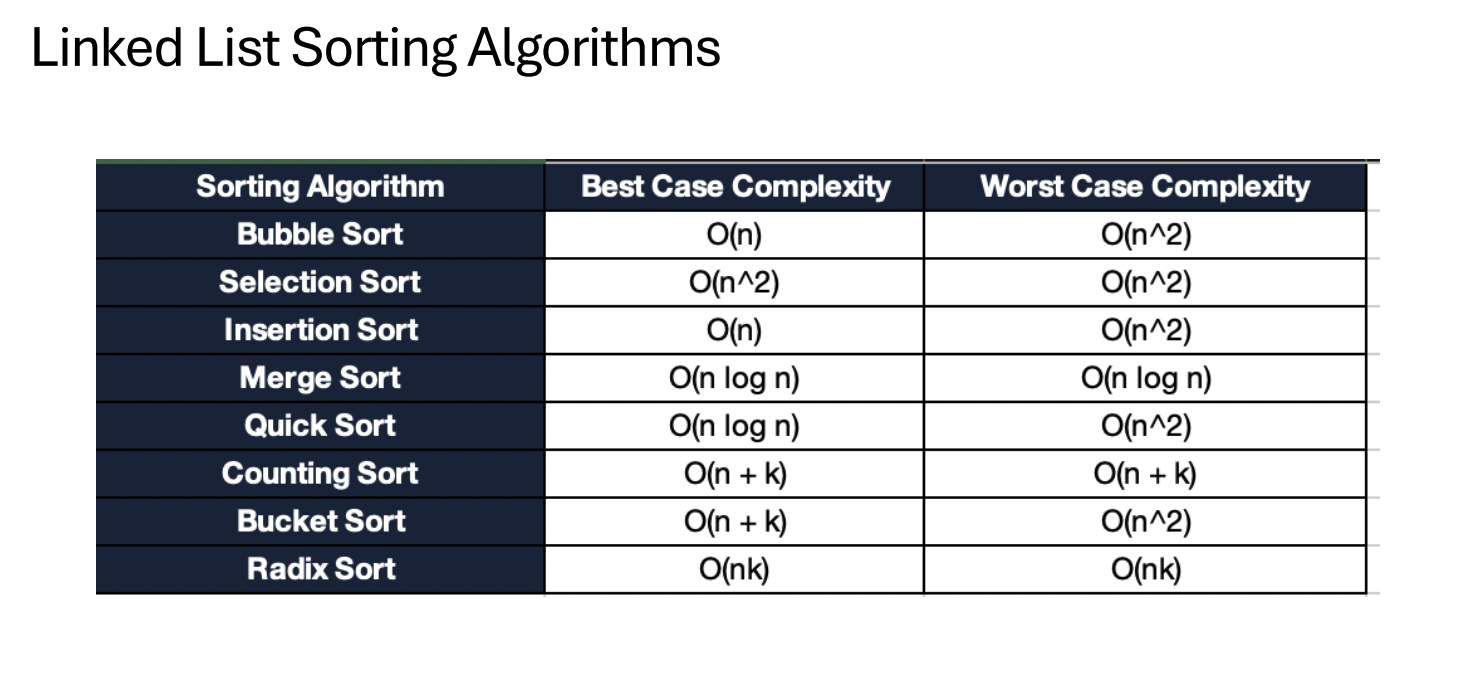 Linked List Sorting Algorithms
Sorting Algorithm Best Case Complexity Worst Case Complexity
Bubble Sort O(n) O(n^2)
Selection Sort O(n^2) O(n^2)
Insertion Sort O(n) O(n^2)
Merge Sort O(n log n) O(n log n)
Quick Sort O(n log n) O(n^2)
Counting Sort O(n + k) O(n + k)
Bucket Sort O(n + k) O(n^2)
Radix Sort O(nk) O(nk)